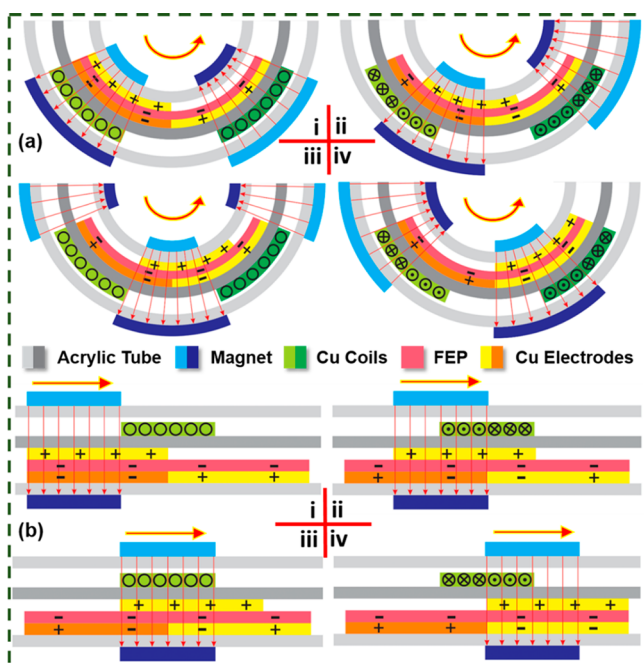 (a)
i ii
iii iv
Acrylic Tube Magnet Cu Coils FEP Cu Electrodes
(b)
i ii
iii iv